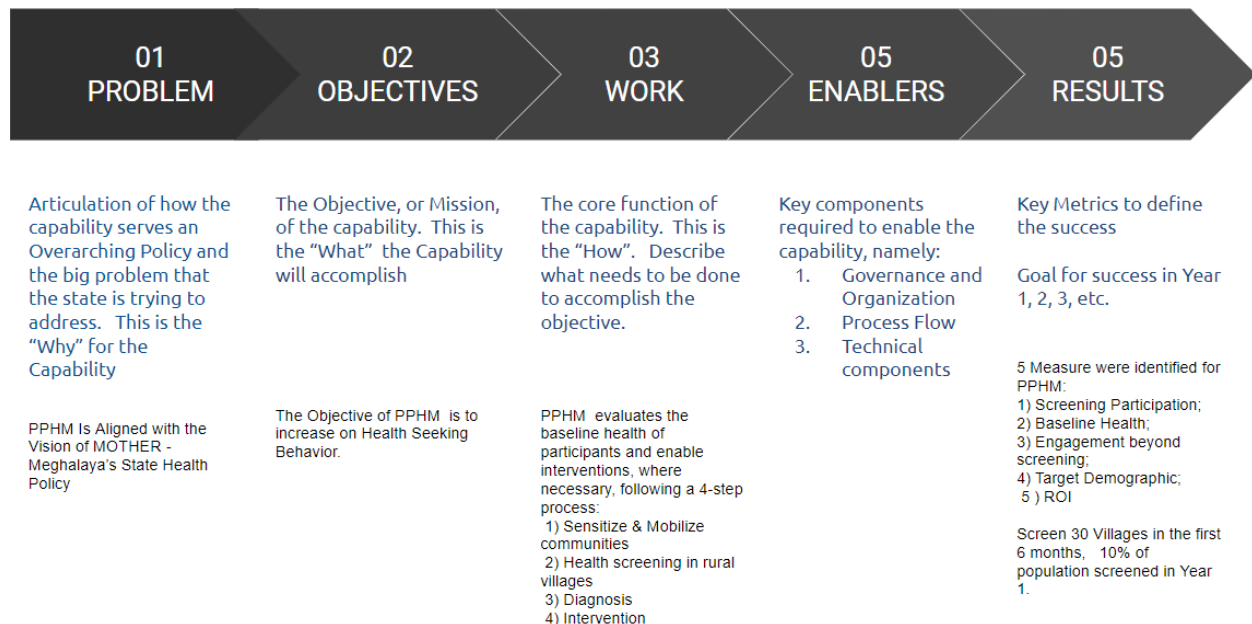 01
PROBLEM
02
OBJECTIVES
03
WORK
05
ENABLERS
05
RESULTS
Articulation of how the
capability serves an
Overarching Policy and
the big problem that
the state is trying to
address.   This is the
“Why” for the
Capability
PPHM Is Aligned with the
Vision of MOTHER -
Meghalaya’s State Health
Policy
The Objective, or Mission,
of the capability.  This is
the “What”  the Capability
will accomplish
The Objective of PPHM  is to
increase on Health Seeking
Behavior.
The core function of
the capability.  This is
the “How”.   Describe
what needs to be done
to accomplish the
objective.
PPHM  evaluates the
baseline health of
participants and enable
interventions, where
necessary, following a 4-step
process:
1) Sensitize & Mobilize
communities
2) Health screening in rural
villages
3) Diagnosis
4) Intervention
Key components
required to enable the
capability, namely:
1. Governance and
Organization
2. Process Flow
3. Technical
components
Key Metrics to define
the success
Goal for success in Year
1, 2, 3, etc.
5 Measure were identified for
PPHM:
1) Screening Participation;
2) Baseline Health;
3) Engagement beyond
screening;
4) Target Demographic;
5 ) ROI
Screen 30 Villages in the first
6 months,   10% of
population screened in Year
1.